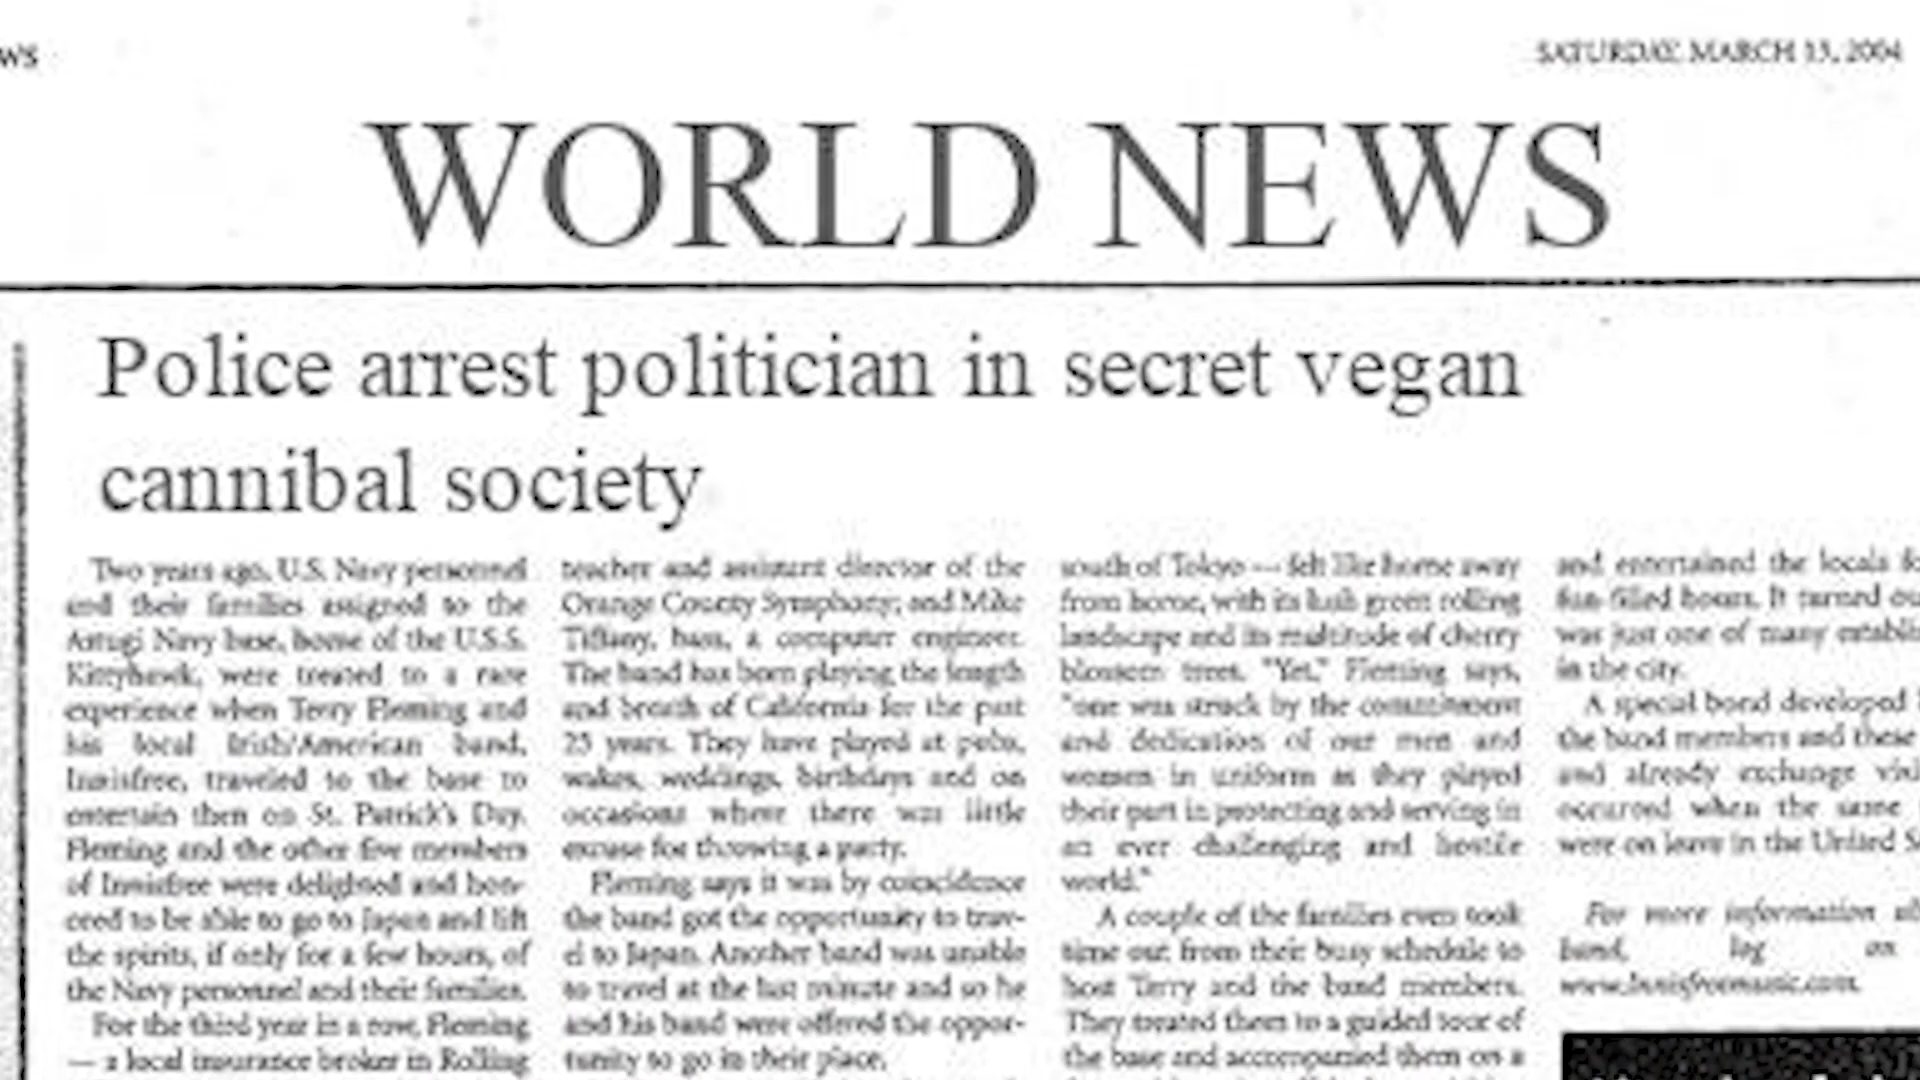 WS
SATURDAY, MARCH 13, 2004
WORLD NEWS
Police arrest politician in secret vegan
cannibal society
Two years ago, U.S. Navy personnel
and their families assigned to the
Astugi Navy base, home of the U.S.S.
Kittyhawk, were treated to a rare
experience when Terry Fleming and
his local Irish/American band,
Innisfree, traveled to the base to
entertain then on St. Patrick's Day.
Fleming and the other five members
of Innisfree were delighted and hon-
ored to be able to go to Japan and lift
the spirits, if only for a few hours, of
the Navy personnel and their families.
For the third year in a row, Fleming
— a local insurance broker in Rolling
teacher and assistant director of the
Orange County Symphony; and Mike
Tiffany, bass, a computer engineer.
The band has been playing the length
and breath of California for the past
25 years. They have played at pubs,
wakes, weddings, birthdays and on
occasions where there was little
excuse for throwing a party.
Fleming says it was by coincidence
the band got the opportunity to trav-
el to Japan. Another band was unable
to travel at the last minute and so he
and his band were offered the oppor-
tunity to go in their place.
south of Tokyo — felt like home away
from home, with its lush green rolling
landscape and its multitude of cherry
blossom trees. "Yet," Fleming says,
"one was struck by the commitment
and dedication of our men and
women in uniform as they played
their part in protecting and serving in
an ever challenging and hostile
world."
A couple of the families even took
time out from their busy schedule to
host Terry and the band members.
They treated them to a guided tour of
the base and accompanied them on a
and entertained the locals fo
fun-filled hours. It turned ou
was just one of many establi
in the city.
A special bond developed
the band members and these
and already exchange visi
occurred when the same
were on leave in the United S
For more information ab
band, log on
www.Innisfreemusic.com.